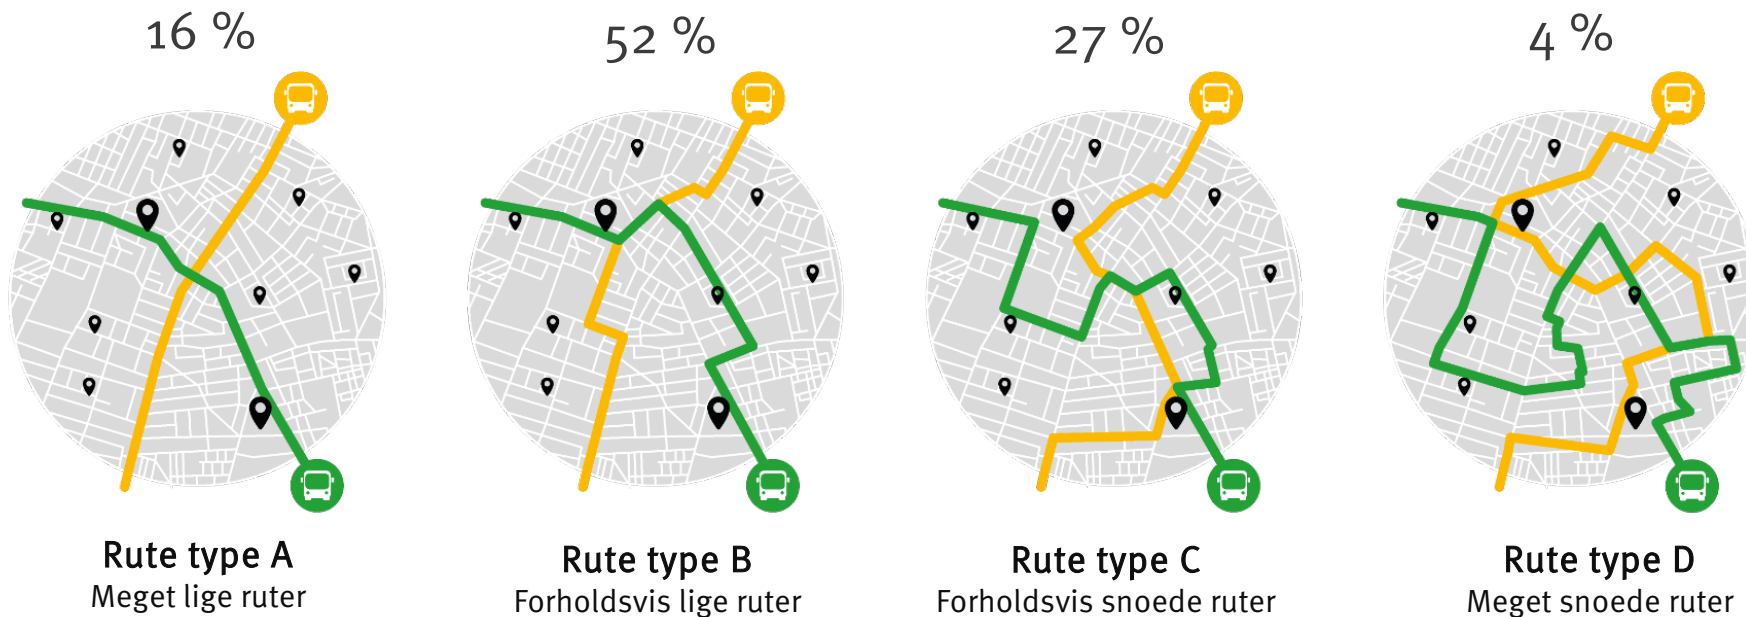 16 %
52 %
27 %
4 %
Rute type A
Meget lige ruter
Rute type B
Forholdsvis lige ruter
Rute type C
Forholdsvis snoede ruter
Rute type D
Meget snoede ruter